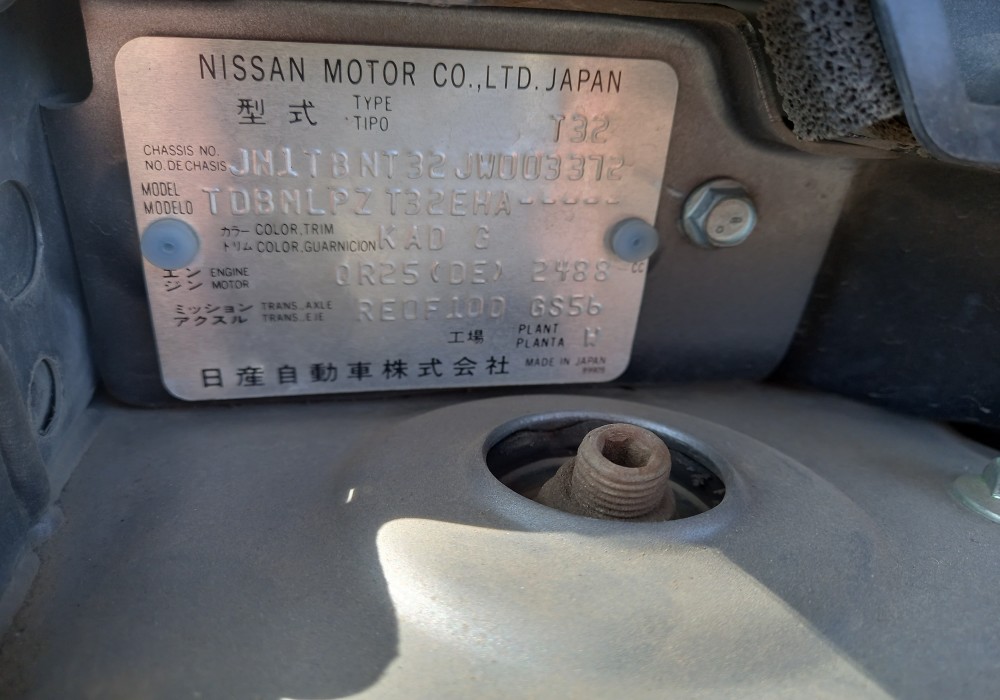 NISSAN MOTOR CO.,LTD. JAPAN
型式 TYPE TIPO T32
CHASSIS NO. NO. DE CHASIS JN1TBNT32JW003372
MODEL MODELO TDBNLPZ T32EHA-----
カラー トリム COLOR,TRIM COLOR,GUARNICION KAD G
エンジン ENGINE MOTOR QR25(DE) 2488 CC
ミッション アクスル TRANS.,AXLE TRANS.,EJE RE0F10D GS56
工場 PLANT PLANTA W
日産自動車株式会社 MADE IN JAPAN